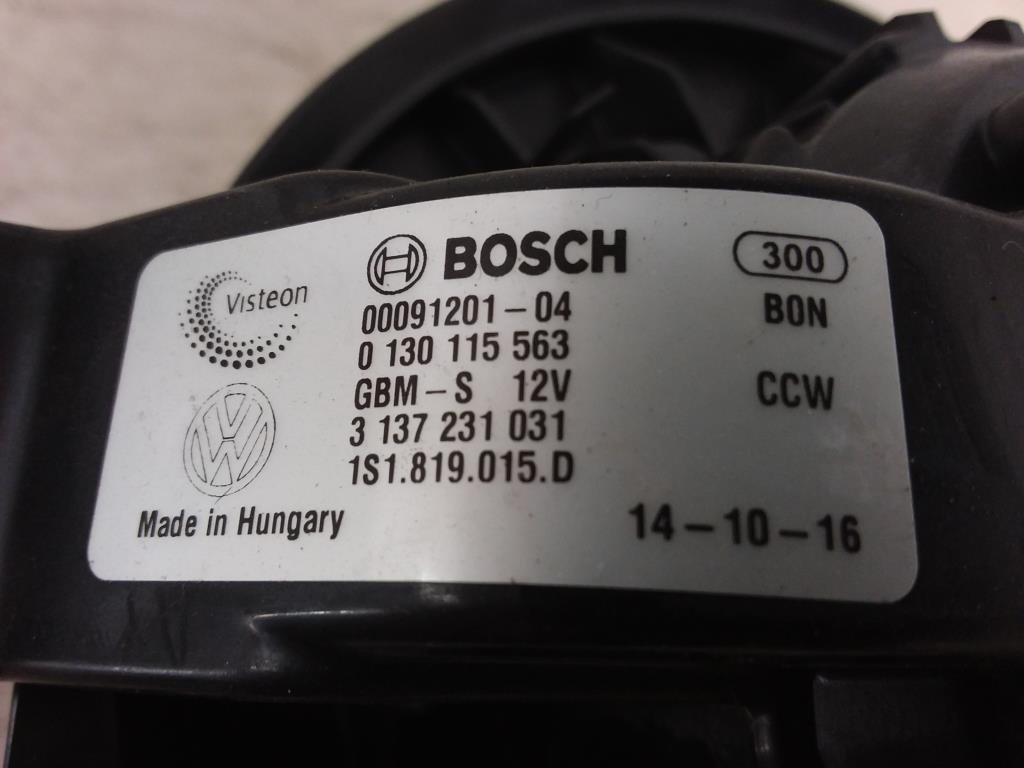 Visteon
BOSCH
300
00091201-04
BON
0 130 115 563
GBM-S 12V
CCW
3 137 231 031
1S1.819.015.D
Made in Hungary
14-10-16